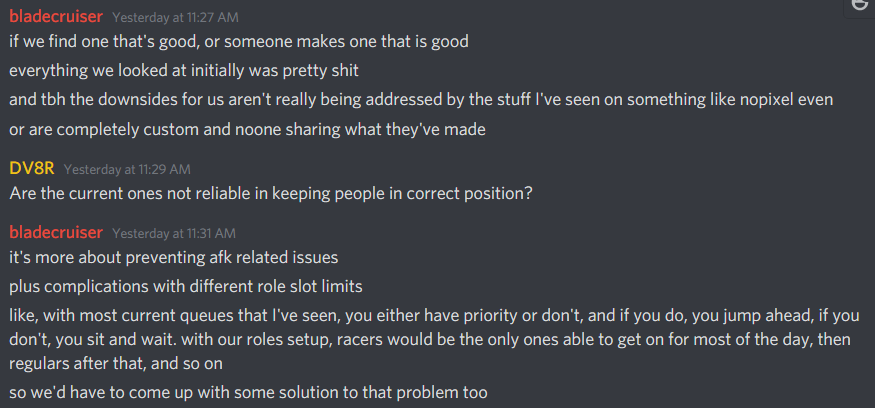 bladecruiser Yesterday at 11:27 AM
if we find one that's good, or someone makes one that is good
everything we looked at initially was pretty shit
and tbh the downsides for us aren't really being addressed by the stuff I've seen on something like nopixel even
or are completely custom and noone sharing what they've made
DV8R Yesterday at 11:29 AM
Are the current ones not reliable in keeping people in correct position?
bladecruiser Yesterday at 11:31 AM
it's more about preventing afk related issues
plus complications with different role slot limits
like, with most current queues that I've seen, you either have priority or don't, and if you do, you jump ahead, if you
don't, you sit and wait. with our roles setup, racers would be the only ones able to get on for most of the day, then
regulars after that, and so on
so we'd have to come up with some solution to that problem too